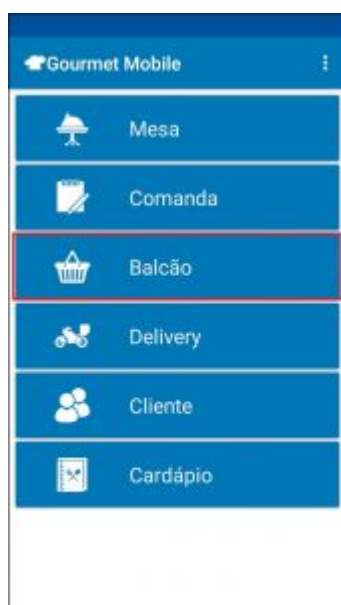 Gourmet Mobile
Mesa
Comanda
Balcão
Delivery
Cliente
Cardápio